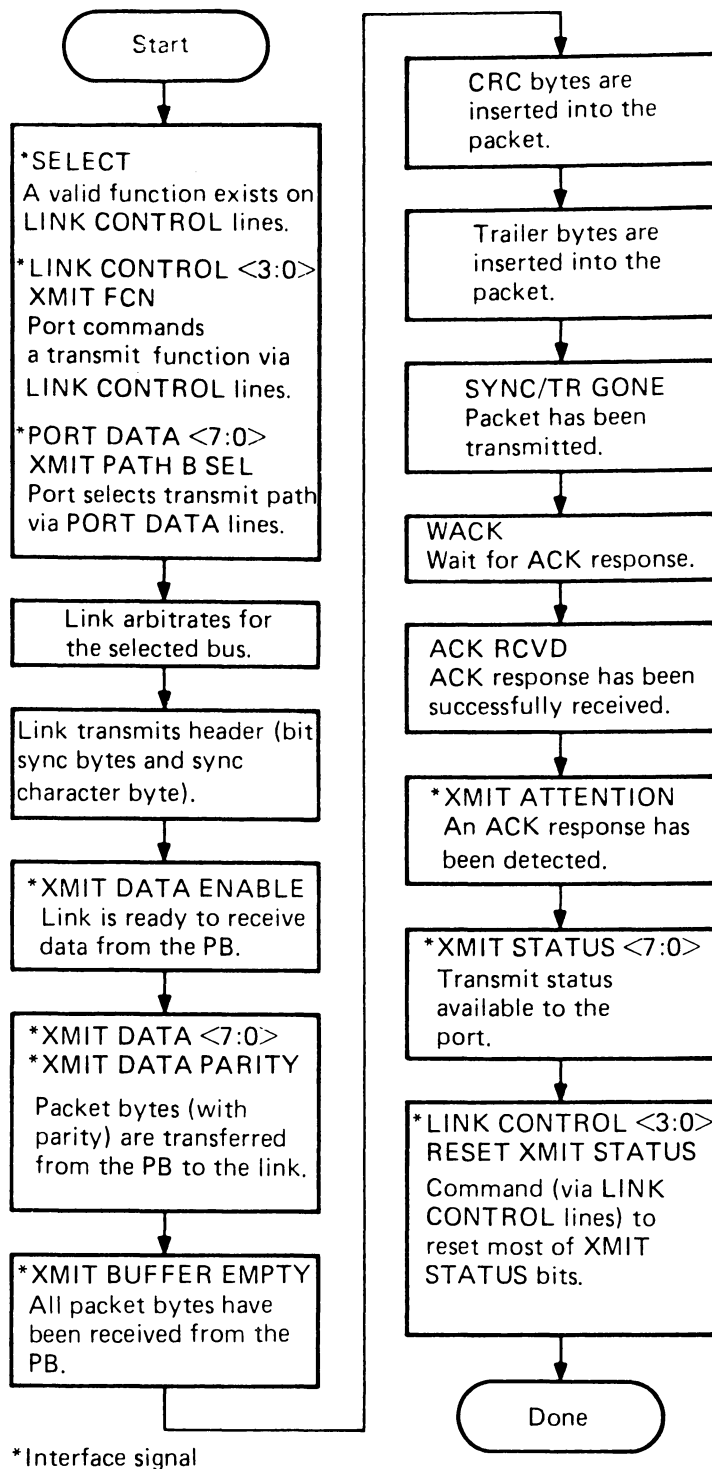 Start
*SELECT
A valid function exists on
LINK CONTROL lines.
*LINK CONTROL <3:0>
XMIT FCN
Port commands
a transmit function via
LINK CONTROL lines.
*PORT DATA <7:0>
XMIT PATH B SEL
Port selects transmit path
via PORT DATA lines.
Link arbitrates for
the selected bus.
Link transmits header (bit
sync bytes and sync
character byte).
*XMIT DATA ENABLE
Link is ready to receive
data from the PB.
*XMIT DATA <7:0>
*XMIT DATA PARITY
Packet bytes (with
parity) are transferred
from the PB to the link.
*XMIT BUFFER EMPTY
All packet bytes have
been received from the
PB.
CRC bytes are
inserted into the
packet.
Trailer bytes are
inserted into the
packet.
SYNC/TR GONE
Packet has been
transmitted.
WACK
Wait for ACK response.
ACK RCVD
ACK response has been
successfully received.
*XMIT ATTENTION
An ACK response has
been detected.
*XMIT STATUS <7:0>
Transmit status
available to the
port.
*LINK CONTROL <3:0>
RESET XMIT STATUS
Command (via LINK
CONTROL lines) to
reset most of XMIT
STATUS bits.
Done
*Interface signal